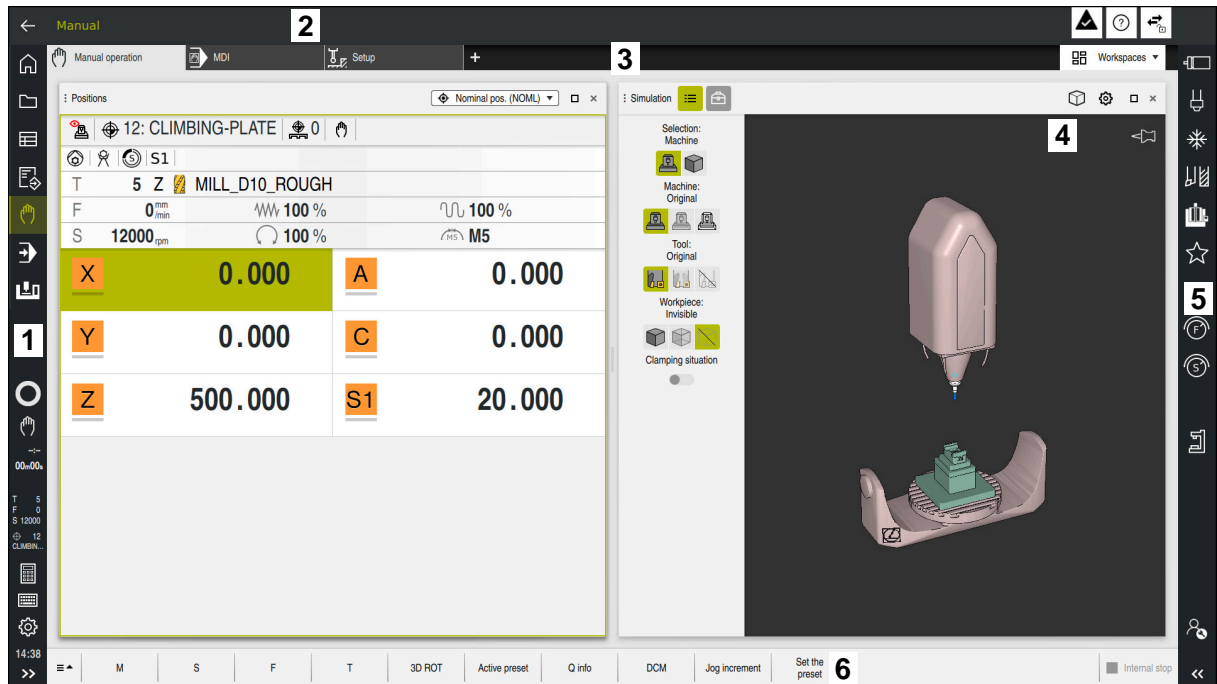 Manual
2
Manual operation
MDI
Setup
+
3
Workspaces
Positions
Nominal pos. (NOML)
12: CLIMBING-PLATE
0
S
S1
T 5 Z MILL_D10_ROUGH
F 0 mm/min 100 % 100 %
S 12000 rpm 100 % M5 M5
X 0.000
A 0.000
Y 0.000
C 0.000
Z 500.000
S1 20.000
Simulation
4
Selection:
Machine
Machine:
Original
Tool:
Original
Workpiece:
Invisible
Clamping situation
1
--:--
00m00s
T 5
F 0
S 12000
12
CLIMBIN...
14:38
5
F
S
M
S
F
T
3D ROT
Active preset
Q info
DCM
Jog increment
Set the
preset
6
Internal stop